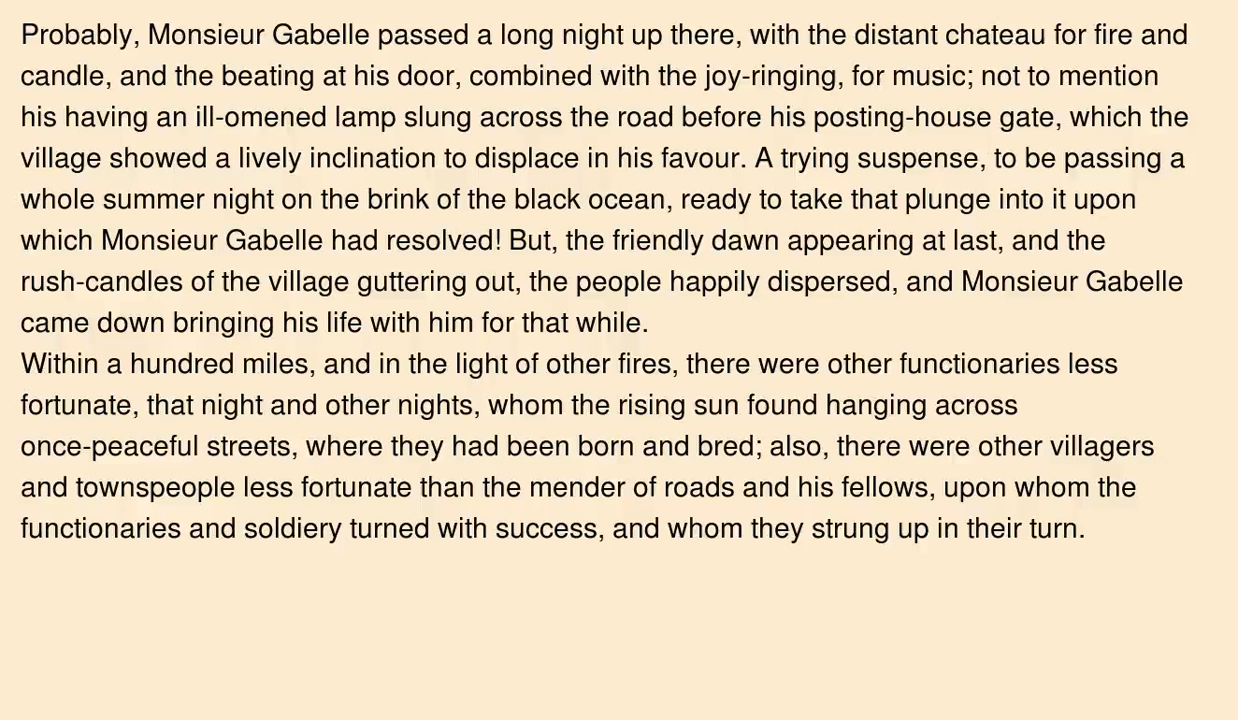 Probably, Monsieur Gabelle passed a long night up there, with the distant chateau for fire and
candle, and the beating at his door, combined with the joy-ringing, for music; not to mention
his having an ill-omened lamp slung across the road before his posting-house gate, which the
village showed a lively inclination to displace in his favour. A trying suspense, to be passing a
whole summer night on the brink of the black ocean, ready to take that plunge into it upon
which Monsieur Gabelle had resolved! But, the friendly dawn appearing at last, and the
rush-candles of the village guttering out, the people happily dispersed, and Monsieur Gabelle
came down bringing his life with him for that while.
Within a hundred miles, and in the light of other fires, there were other functionaries less
fortunate, that night and other nights, whom the rising sun found hanging across
once-peaceful streets, where they had been born and bred; also, there were other villagers
and townspeople less fortunate than the mender of roads and his fellows, upon whom the
functionaries and soldiery turned with success, and whom they strung up in their turn.